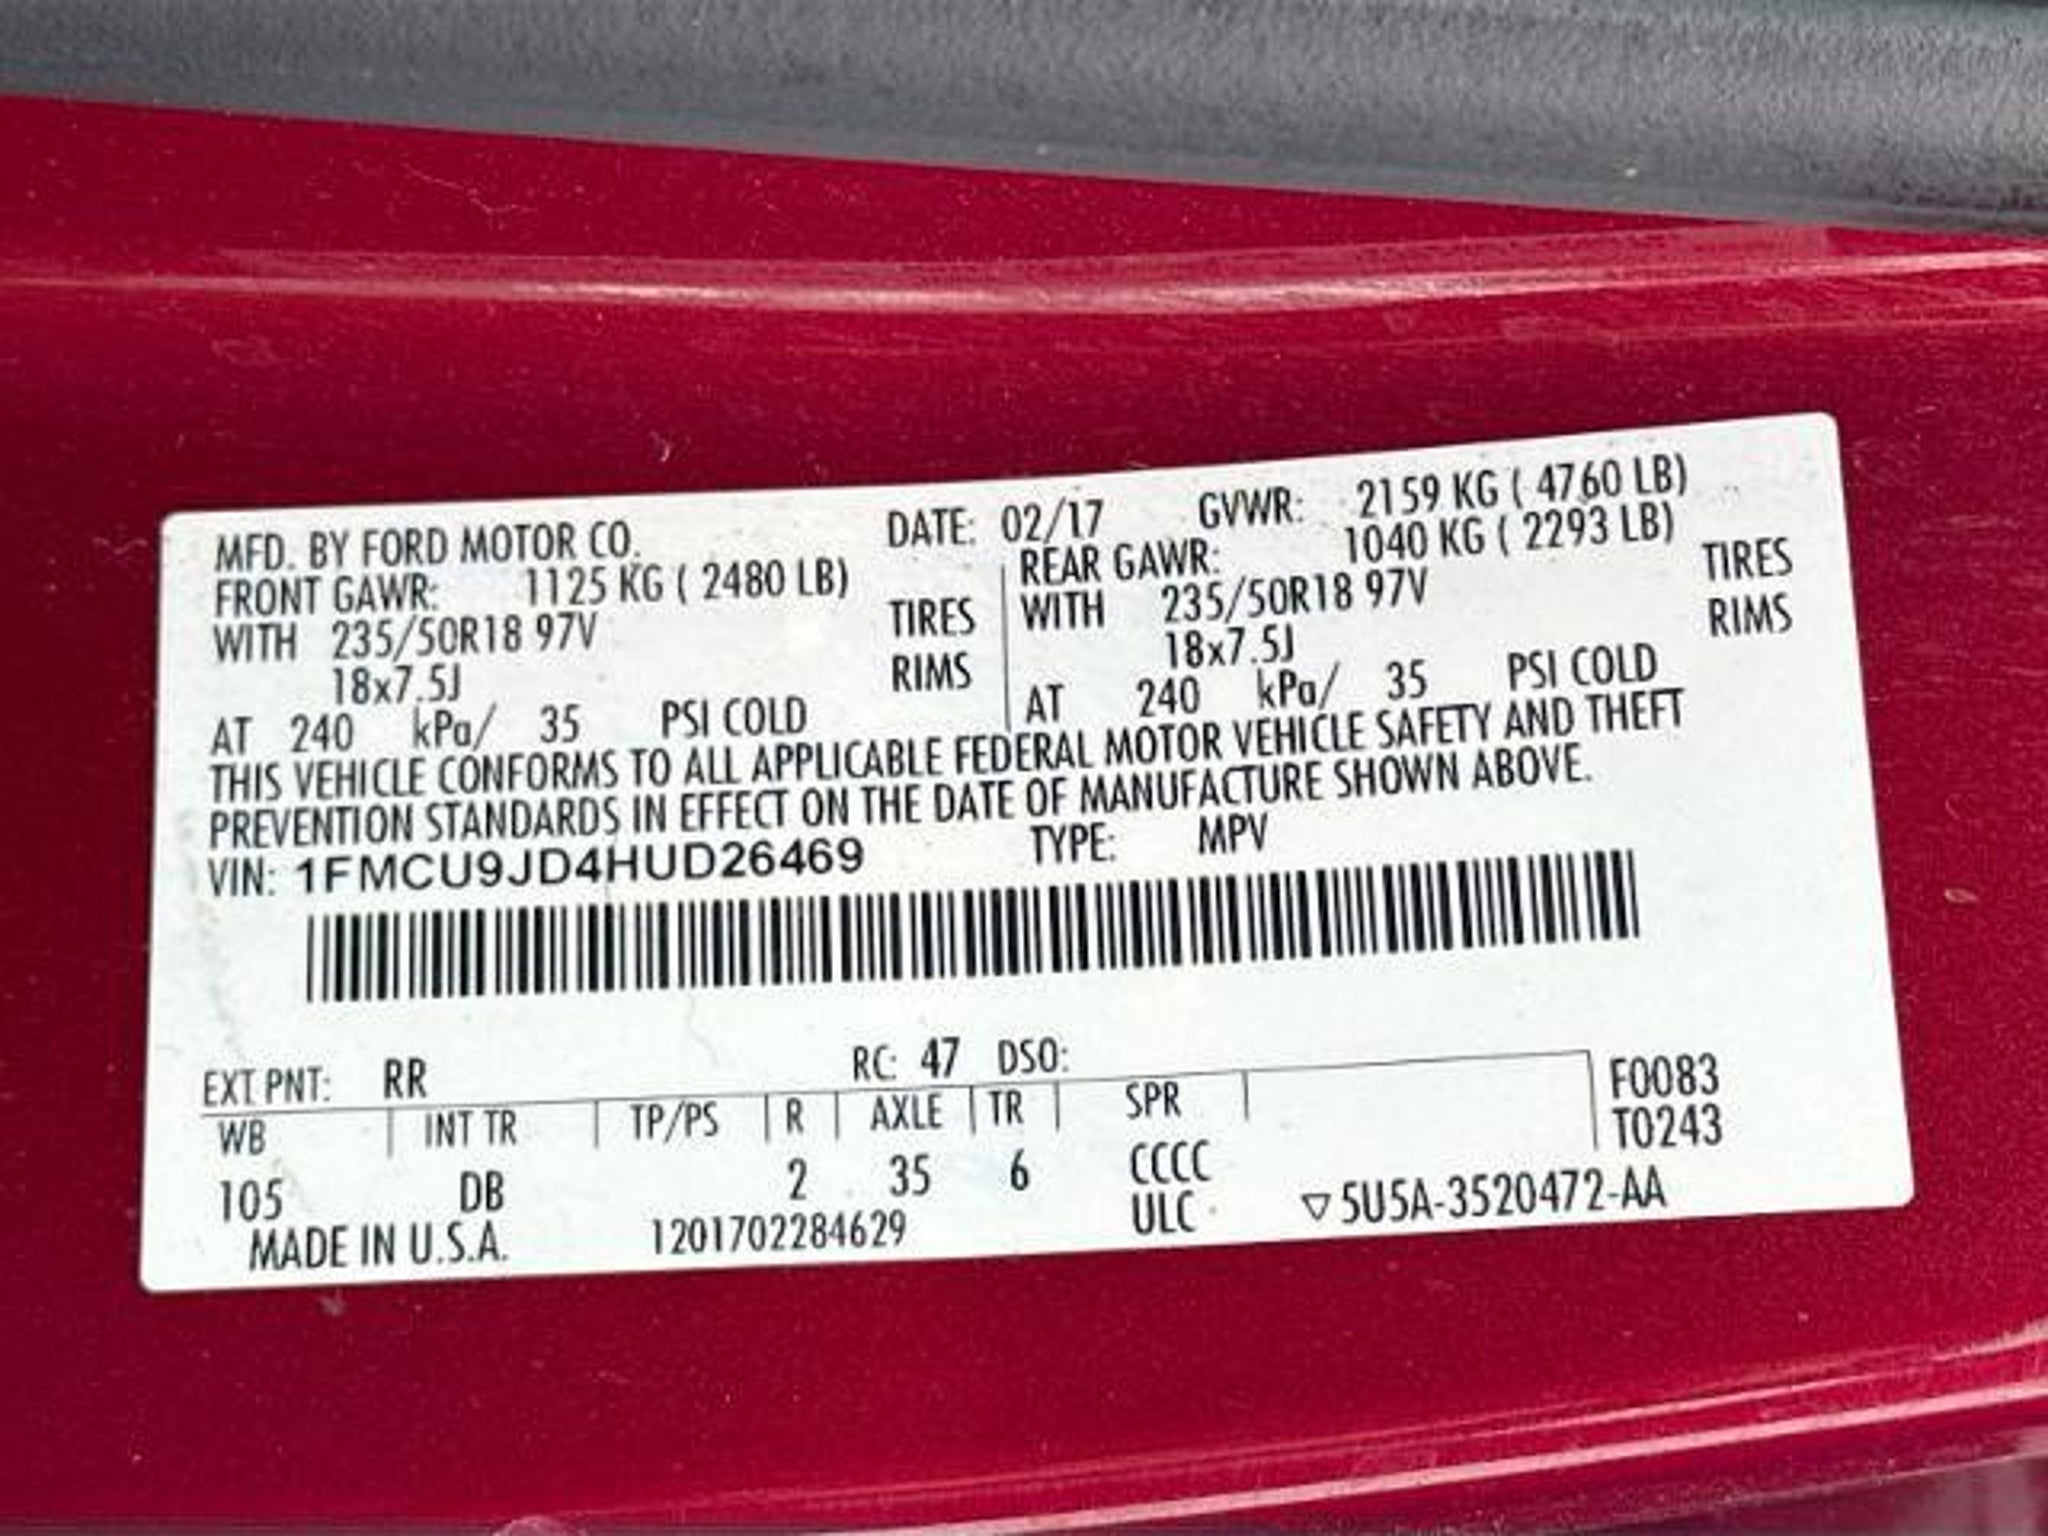 MFD. BY FORD MOTOR CO. DATE: 02/17 GVWR: 2159 KG ( 4760 LB)
FRONT GAWR: 1125 KG ( 2480 LB) REAR GAWR: 1040 KG ( 2293 LB)
WITH 235/50R18 97V TIRES WITH 235/50R18 97V TIRES
18x7.5J RIMS 18x7.5J RIMS
AT 240 kPa/ 35 PSI COLD AT 240 kPa/ 35 PSI COLD
THIS VEHICLE CONFORMS TO ALL APPLICABLE FEDERAL MOTOR VEHICLE SAFETY AND THEFT
PREVENTION STANDARDS IN EFFECT ON THE DATE OF MANUFACTURE SHOWN ABOVE.
VIN: 1FMCU9JD4HUD26469 TYPE: MPV
EXT PNT: RR RC: 47 DSO: F0083
WB INT TR TP/PS R AXLE TR SPR T0243
105 DB 2 35 6 CCCC
ULC ▽5U5A-3520472-AA
MADE IN U.S.A. 1201702284629